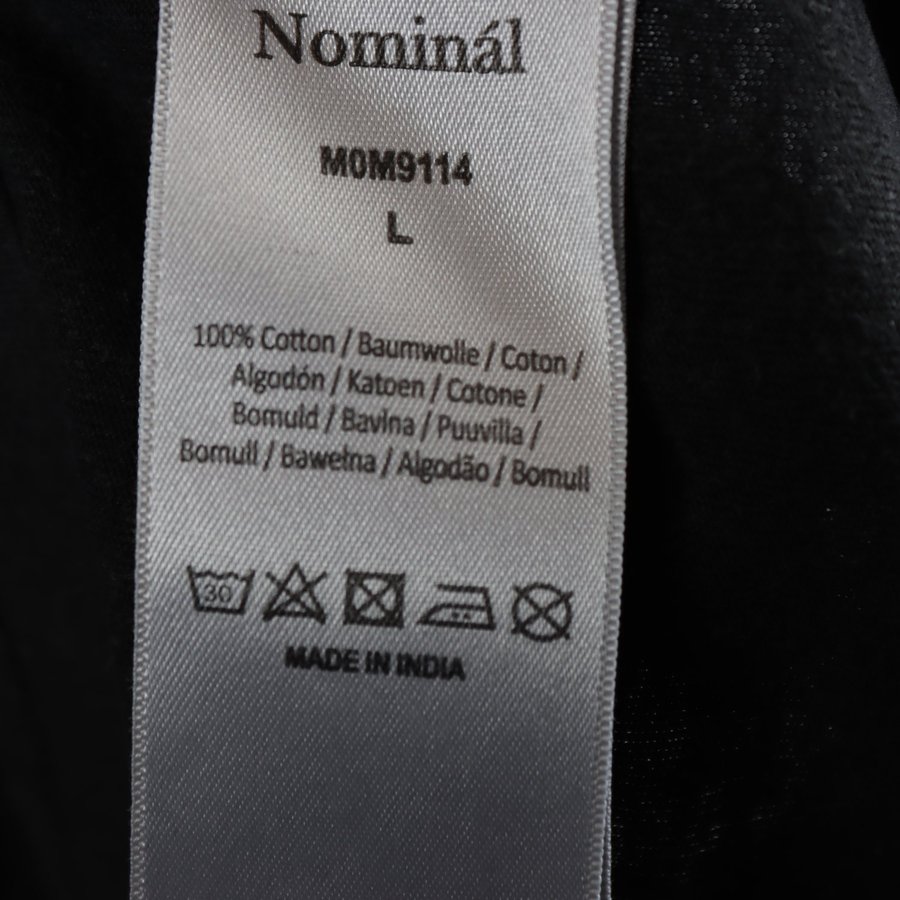 Nominál
M0M9114
L
100% Cotton / Baumwolle / Coton /
Algodón / Katoen / Cotone /
Bomuld / Bavlna / Puuvilla /
Bomull / Bawełna / Algodão / Bomull
30
MADE IN INDIA